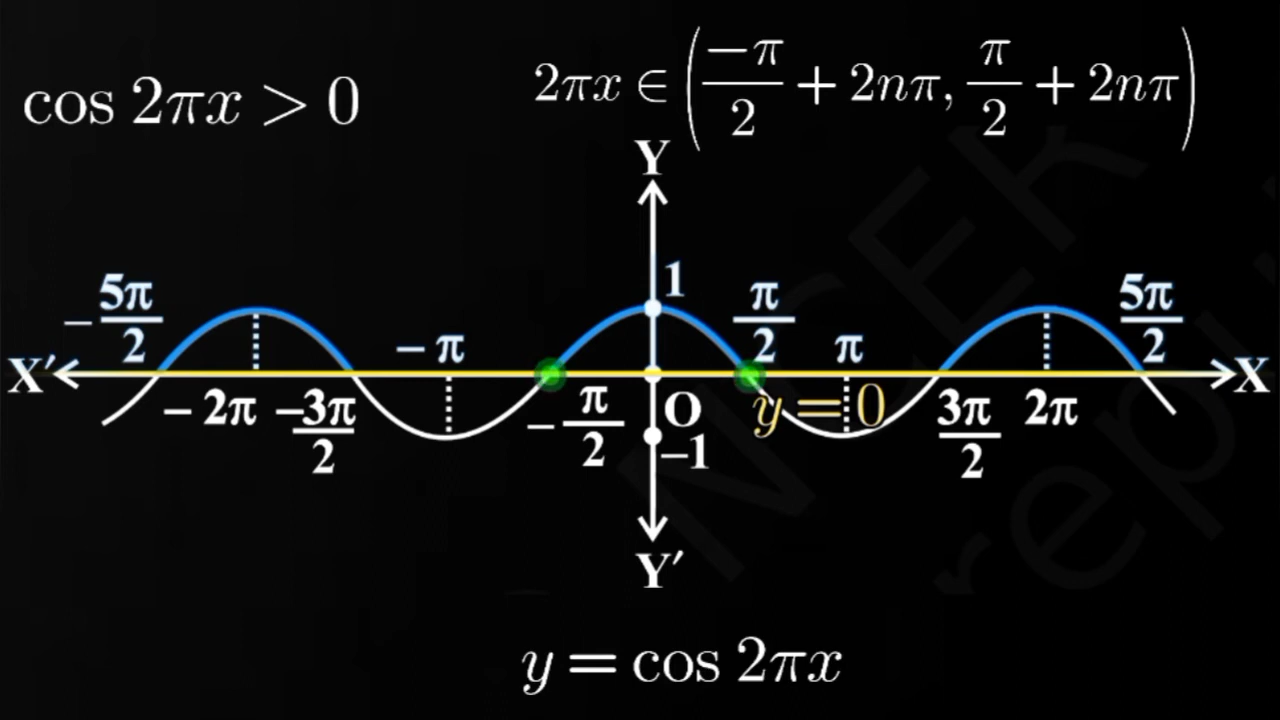 cos 2πx > 0
2πx ∈ (−π/2 + 2nπ, π/2 + 2nπ)
Y
1
−5π/2
−π
π/2
π
5π/2
X′
X
−2π
−3π/2
−π/2
O
y = 0
3π/2
2π
−1
Y′
y = cos 2πx